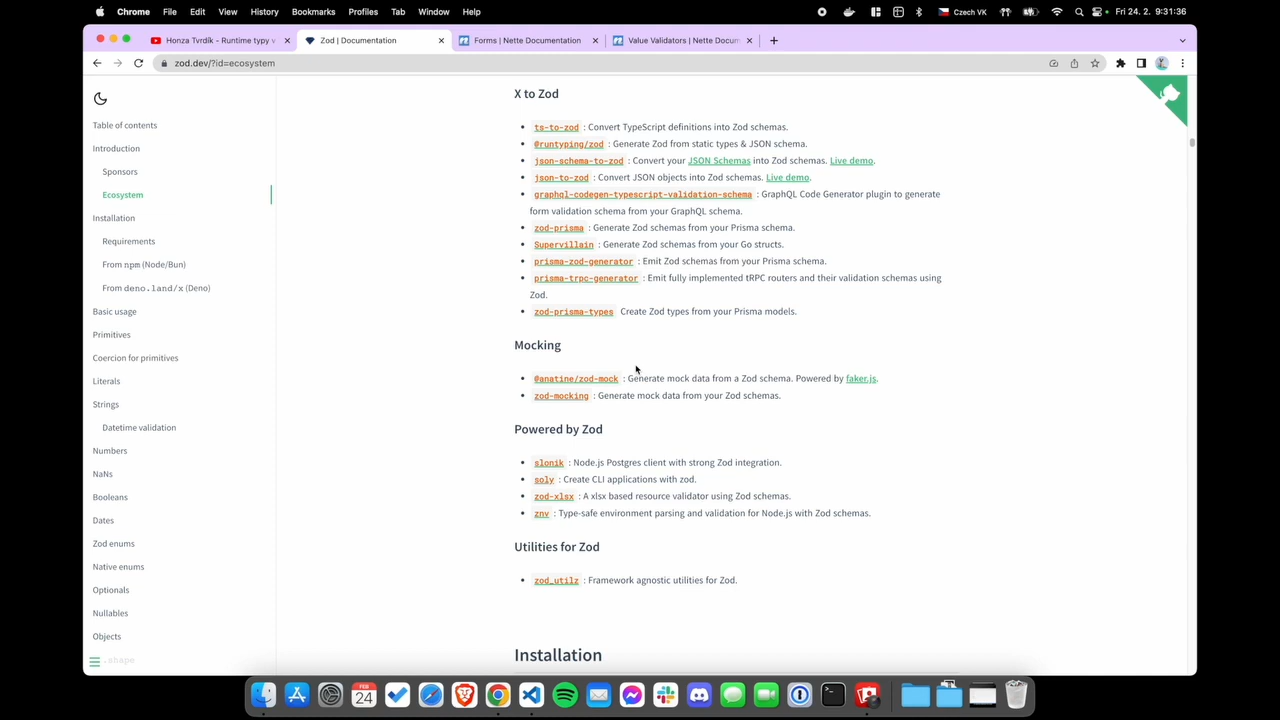 Chrome File Edit View History Bookmarks Profiles Tab Window Help Czech VK Fri 24. 2. 9:31:36
Honza Tvrdík - Runtime typy v Zod | Documentation Forms | Nette Documentation Value Validators | Nette Docum
zod.dev/?id=ecosystem
Table of contents
Introduction
Sponsors
Ecosystem
Installation
Requirements
From npm (Node/Bun)
From deno.land/x (Deno)
Basic usage
Primitives
Coercion for primitives
Literals
Strings
Datetime validation
Numbers
NaNs
Booleans
Dates
Zod enums
Native enums
Optionals
Nullables
Objects
.shape
X to Zod
ts-to-zod : Convert TypeScript definitions into Zod schemas.
@runtyping/zod : Generate Zod from static types & JSON schema.
json-schema-to-zod : Convert your JSON Schemas into Zod schemas. Live demo.
json-to-zod : Convert JSON objects into Zod schemas. Live demo.
graphql-codegen-typescript-validation-schema : GraphQL Code Generator plugin to generate
form validation schema from your GraphQL schema.
zod-prisma : Generate Zod schemas from your Prisma schema.
Supervillain : Generate Zod schemas from your Go structs.
prisma-zod-generator : Emit Zod schemas from your Prisma schema.
prisma-trpc-generator : Emit fully implemented tRPC routers and their validation schemas using
Zod.
zod-prisma-types Create Zod types from your Prisma models.
Mocking
@anatine/zod-mock : Generate mock data from a Zod schema. Powered by faker.js.
zod-mocking : Generate mock data from your Zod schemas.
Powered by Zod
slonik : Node.js Postgres client with strong Zod integration.
soly : Create CLI applications with zod.
zod-xlsx : A xlsx based resource validator using Zod schemas.
znv : Type-safe environment parsing and validation for Node.js with Zod schemas.
Utilities for Zod
zod_utilz : Framework agnostic utilities for Zod.
Installation
FEB
24